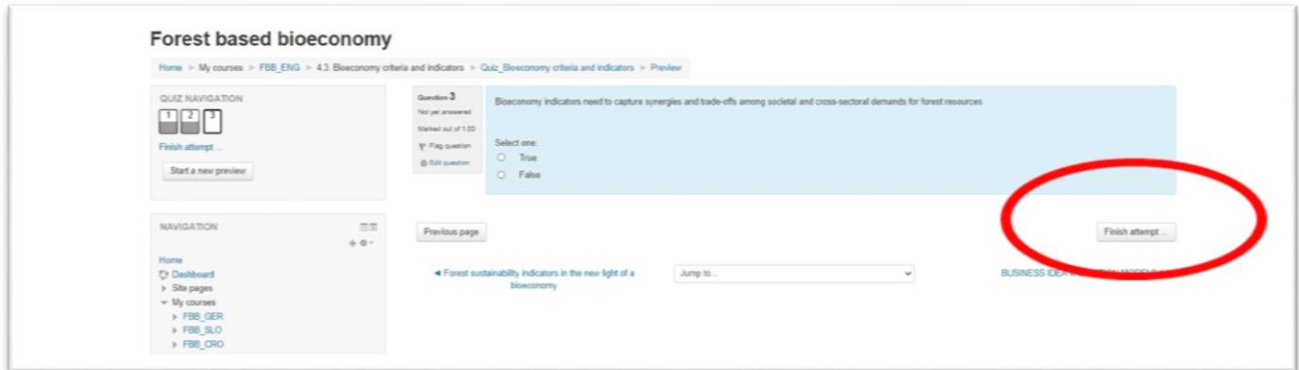 Forest based bioeconomy
Home > My courses > FBB_ENG > 4.3. Bioeconomy criteria and indicators > Quiz_Bioeconomy criteria and indicators > Preview
QUIZ NAVIGATION
1 2 3
Finish attempt ...
Start a new preview
Question 3
Not yet answered
Marked out of 1.00
Flag question
Edit question
Bioeconomy indicators need to capture synergies and trade-offs among societal and cross-sectoral demands for forest resources
Select one:
True
False
Previous page
Finish attempt ...
◄ Forest sustainability indicators in the new light of a
bioeconomy
Jump to...
BUSINESS IDEA
NAVIGATION
Home
Dashboard
Site pages
My courses
FBB_GER
FBB_SLO
FBB_CRO